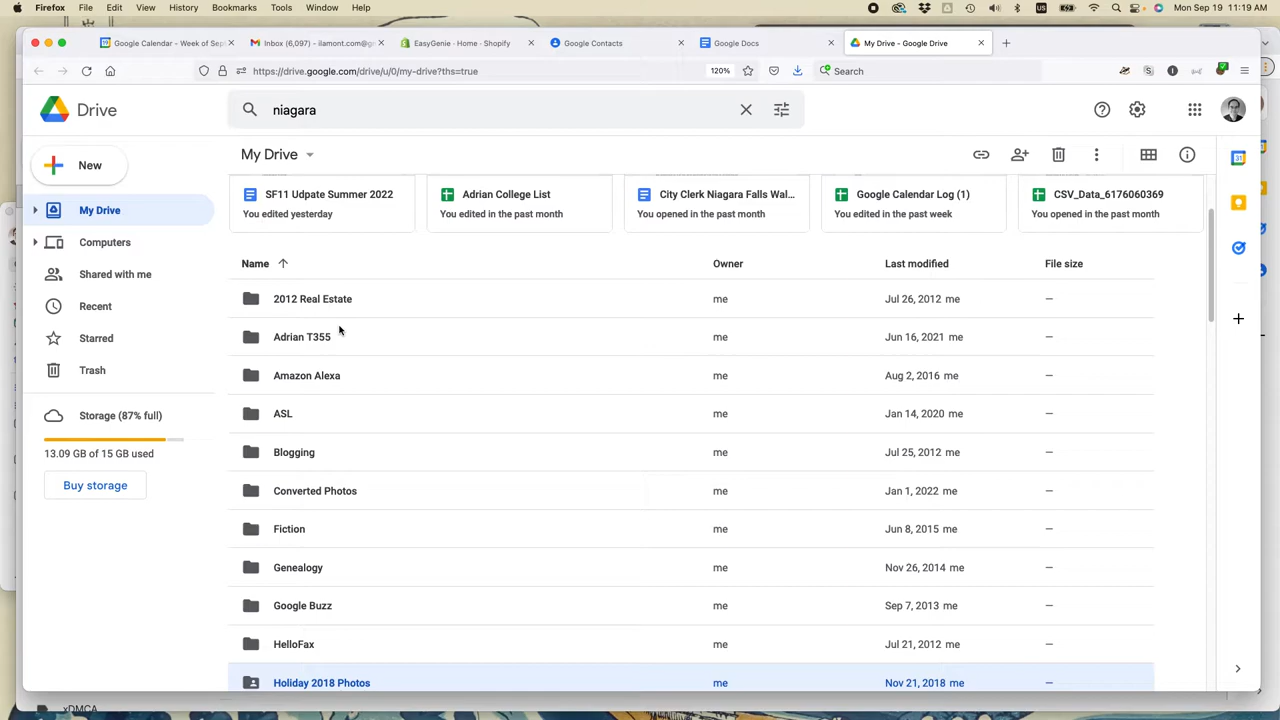 Firefox File Edit View History Bookmarks Tools Window Help Mon Sep 19 11:19 AM
Google Calendar - Week of Sep
Inbox (6,097) - ilamont.com@gm
EasyGenie · Home · Shopify
Google Contacts
Google Docs
My Drive - Google Drive
https://drive.google.com/drive/u/0/my-drive?ths=true
120%
Search
Drive
niagara
New
My Drive
My Drive
Computers
Shared with me
Recent
Starred
Trash
Storage (87% full)
13.09 GB of 15 GB used
Buy storage
SF11 Udpate Summer 2022
You edited yesterday
Adrian College List
You edited in the past month
City Clerk Niagara Falls Wal...
You opened in the past month
Google Calendar Log (1)
You edited in the past week
CSV_Data_6176060369
You opened in the past month
Name Owner Last modified File size
2012 Real Estate me Jul 26, 2012 me —
Adrian T355 me Jun 16, 2021 me —
Amazon Alexa me Aug 2, 2016 me —
ASL me Jan 14, 2020 me —
Blogging me Jul 25, 2012 me —
Converted Photos me Jan 1, 2022 me —
Fiction me Jun 8, 2015 me —
Genealogy me Nov 26, 2014 me —
Google Buzz me Sep 7, 2013 me —
HelloFax me Jul 21, 2012 me —
Holiday 2018 Photos me Nov 21, 2018 me —
xDMCA